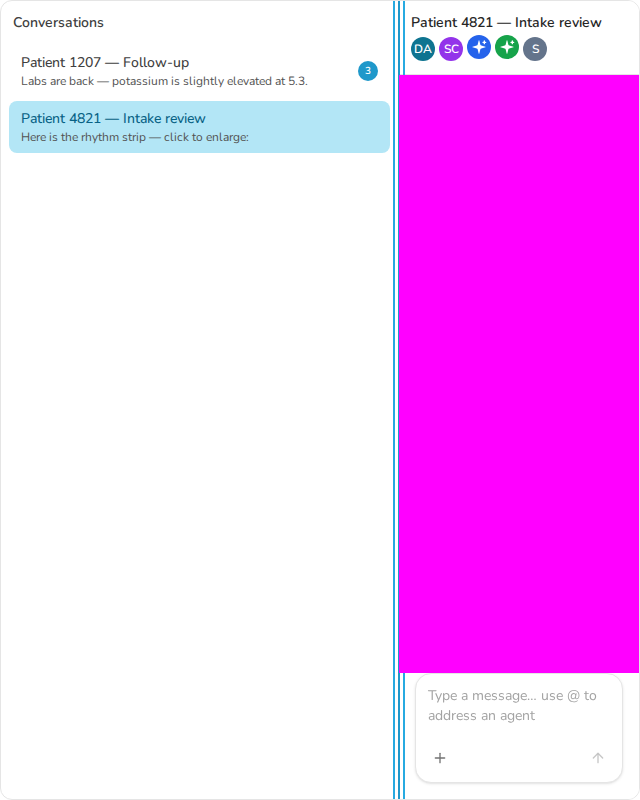 Conversations
Patient 1207 — Follow-up
Labs are back — potassium is slightly elevated at 5.3.
3
Patient 4821 — Intake review
Here is the rhythm strip — click to enlarge:
Patient 4821 — Intake review
DA SC S
Type a message... use @ to
address an agent